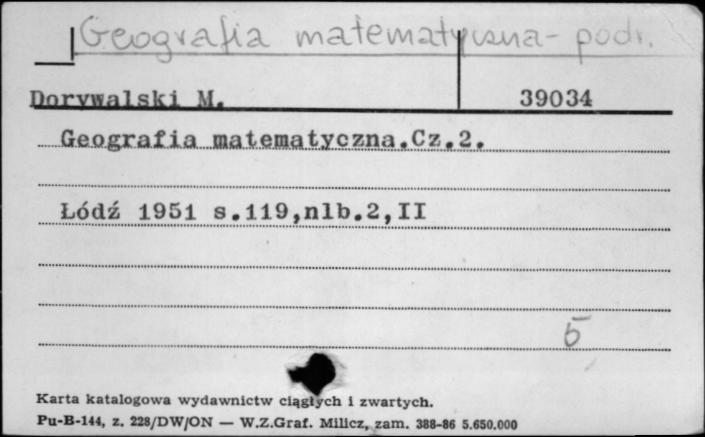 Geografia matematyczna - podr.
Dorywalski M. 39034
Geografia matematyczna.Cz.2.
Łódź 1951 s.119,nlb.2,II
5
Karta katalogowa wydawnictw ciągłych i zwartych.
Pu-B-144, z. 228/DW/ON — W.Z.Graf. Milicz, zam. 388-86 5.650.000